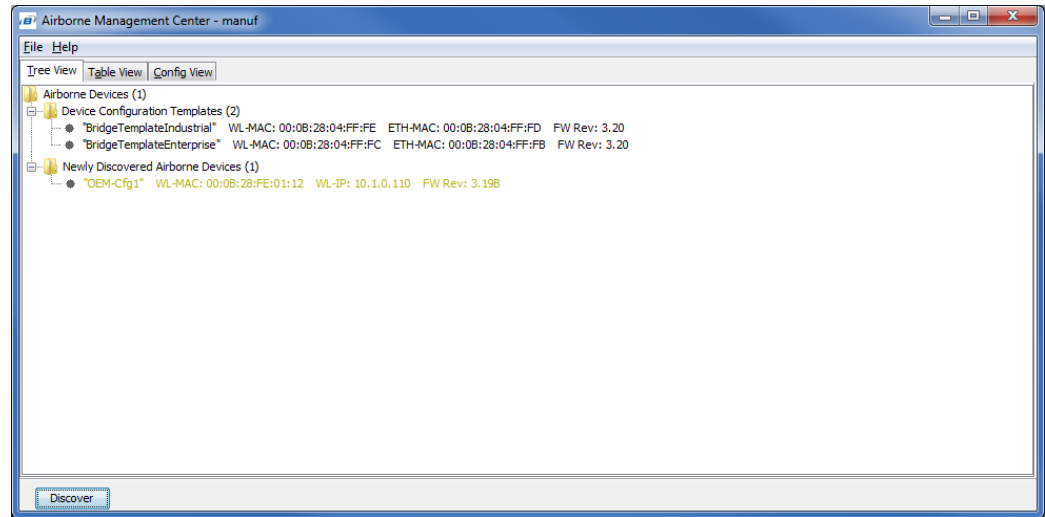 Airborne Management Center - manuf
File Help
Tree View Table View Config View
Airborne Devices (1)
Device Configuration Templates (2)
"BridgeTemplateIndustrial" WL-MAC: 00:0B:28:04:FF:FE ETH-MAC: 00:0B:28:04:FF:FD FW Rev: 3.20
"BridgeTemplateEnterprise" WL-MAC: 00:0B:28:04:FF:FC ETH-MAC: 00:0B:28:04:FF:FB FW Rev: 3.20
Newly Discovered Airborne Devices (1)
"OEM-Cfg1" WL-MAC: 00:0B:28:FE:01:12 WL-IP: 10.1.0.110 FW Rev: 3.19B
Discover